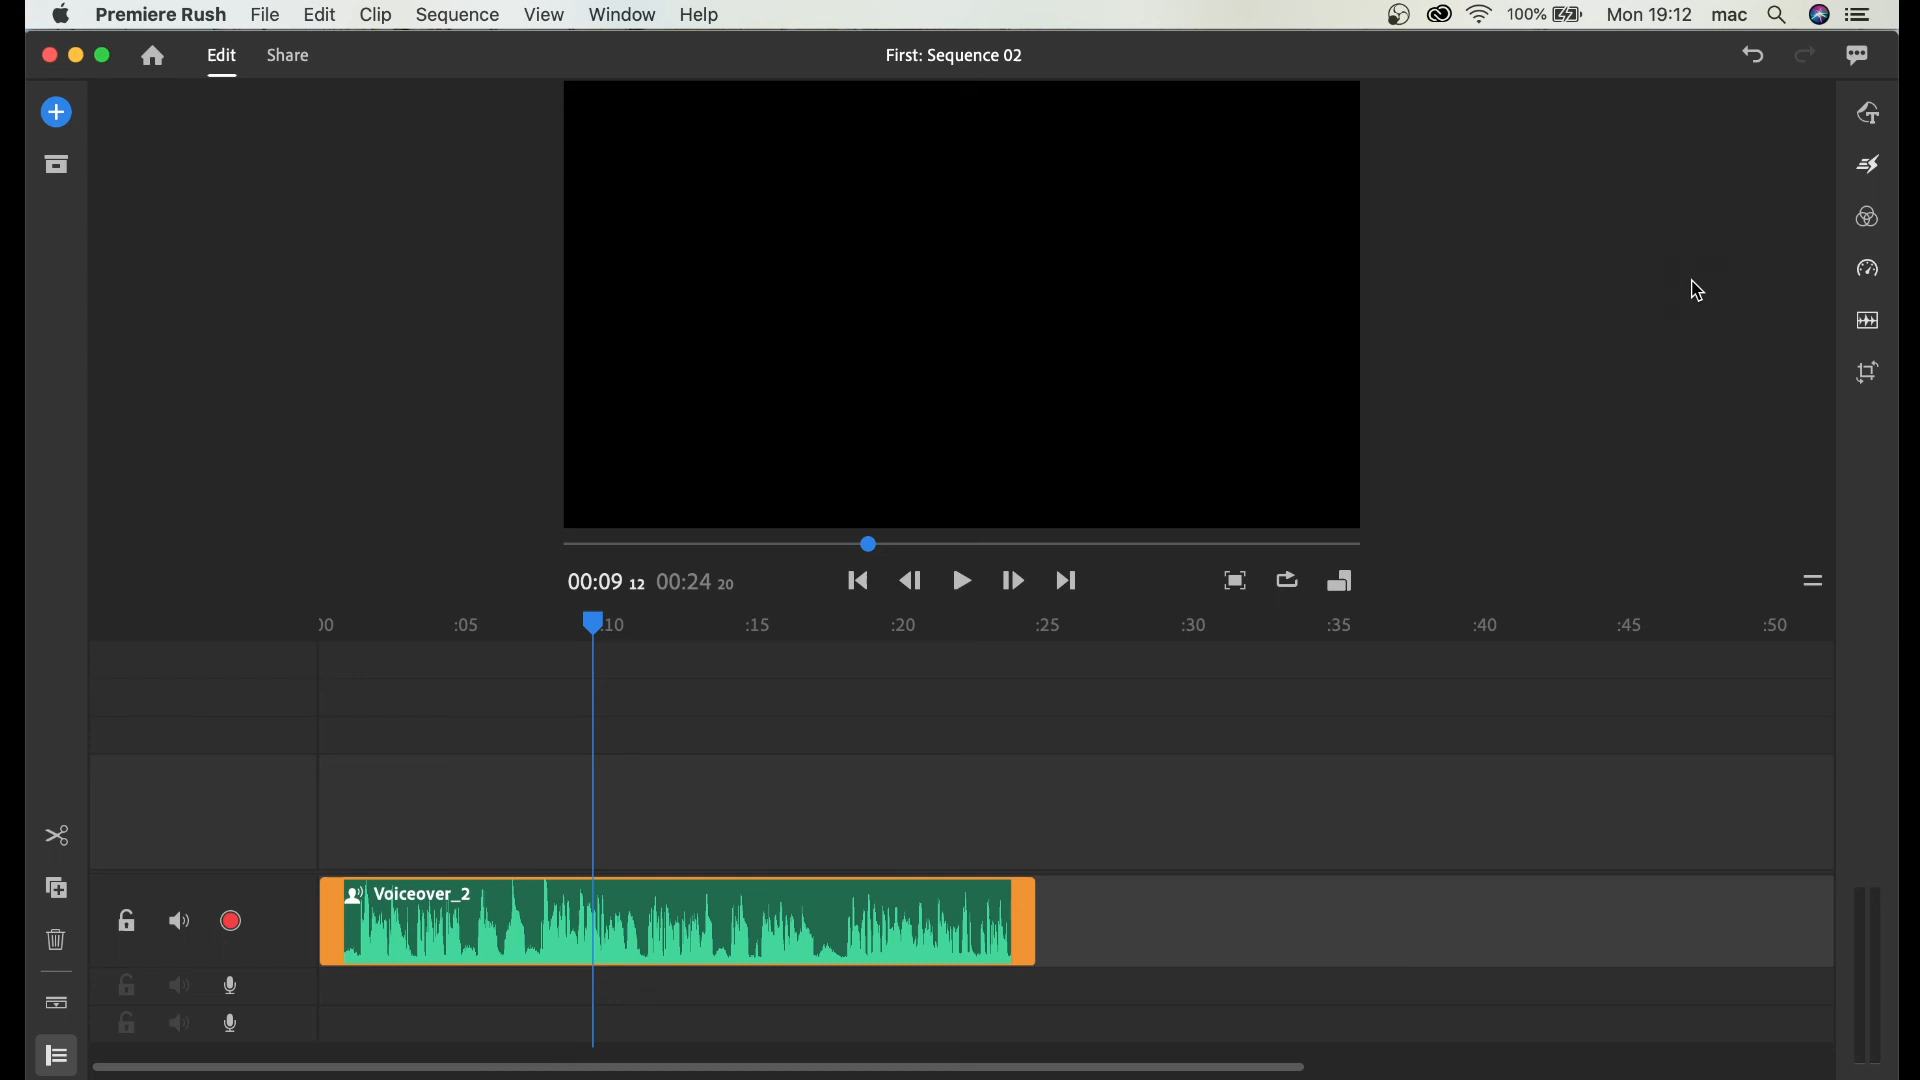 Premiere Rush File Edit Clip Sequence View Window Help 100% Mon 19:12 mac
Edit Share First: Sequence 02
00:09 12 00:24 20
:00 :05 :10 :15 :20 :25 :30 :35 :40 :45 :50
Voiceover_2